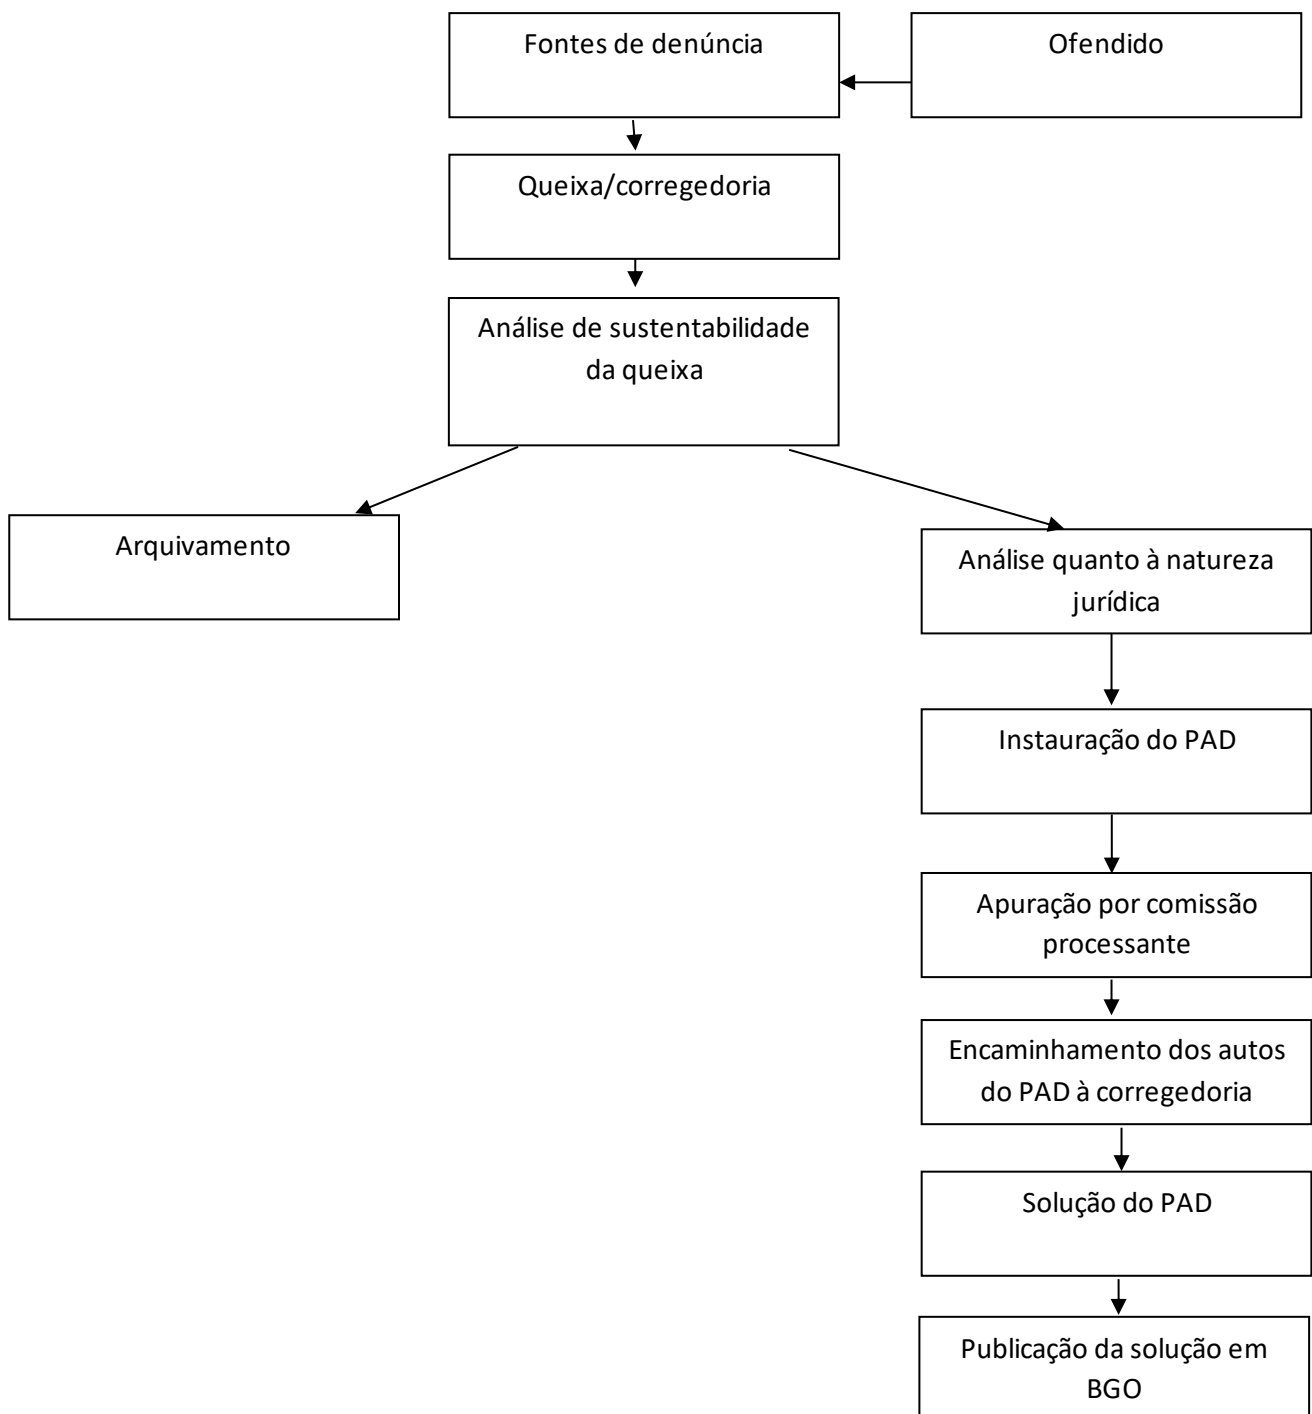 Fontes de denúncia
Ofendido
Queixa/corregedoria
Análise de sustentabilidade
da queixa
Arquivamento
Análise quanto à natureza
jurídica
Instauração do PAD
Apuração por comissão
processante
Encaminhamento dos autos
do PAD à corregedoria
Solução do PAD
Publicação da solução em
BGO